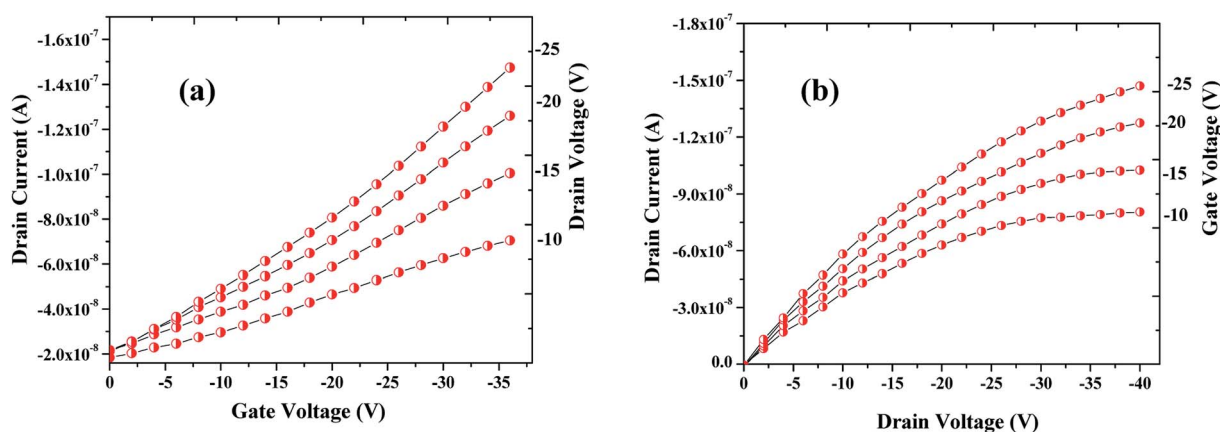 (a)
Drain Current (A)
-1.6x10⁻⁷
-1.4x10⁻⁷
-1.2x10⁻⁷
-1.0x10⁻⁷
-8.0x10⁻⁸
-6.0x10⁻⁸
-4.0x10⁻⁸
-2.0x10⁻⁸
0 -5 -10 -15 -20 -25 -30 -35
Gate Voltage (V)
-25
-20
-15
-10
Drain Voltage (V)
(b)
Drain Current (A)
-1.8x10⁻⁷
-1.5x10⁻⁷
-1.2x10⁻⁷
-9.0x10⁻⁸
-6.0x10⁻⁸
-3.0x10⁻⁸
0.0
0 -5 -10 -15 -20 -25 -30 -35 -40
Drain Voltage (V)
-25
-20
-15
-10
Gate Voltage (V)